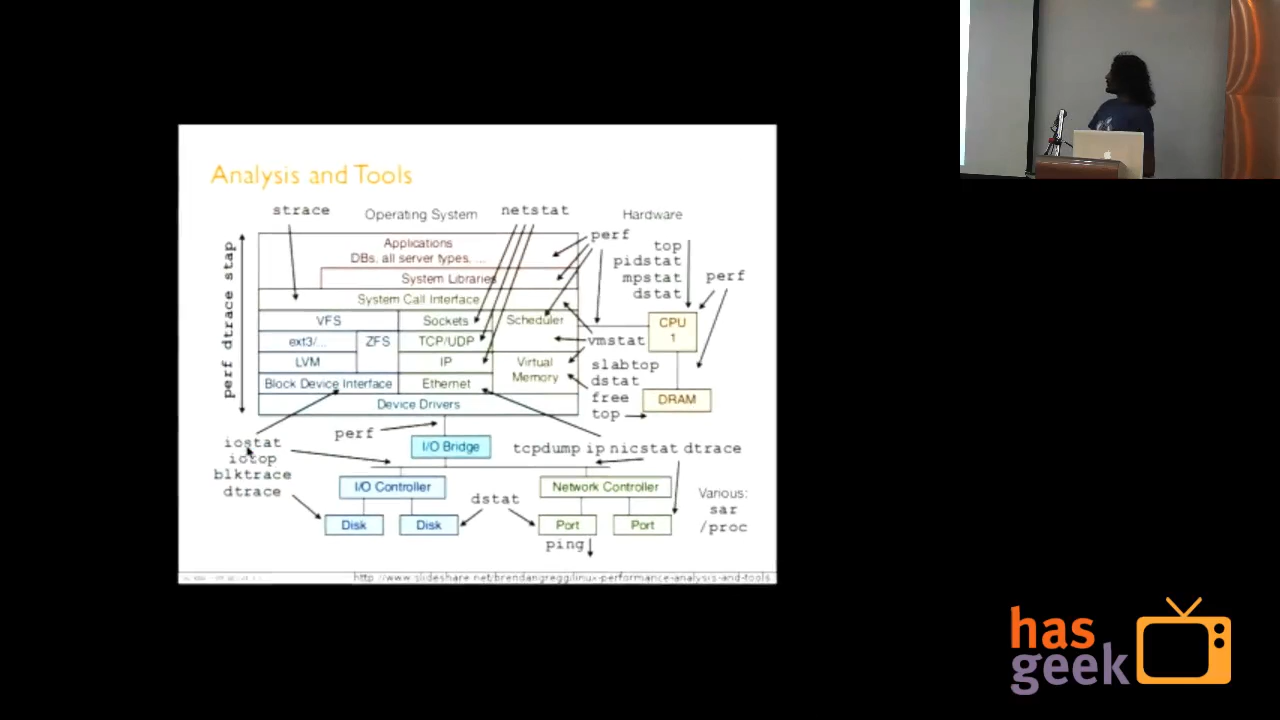 Analysis and Tools
strace
Operating System
netstat
Hardware
Applications
DBs, all server types, ...
System Libraries
System Call Interface
VFS
Sockets
Scheduler
ext3/...
ZFS
TCP/UDP
LVM
IP
Virtual
Memory
Block Device Interface
Ethernet
Device Drivers
perf dtrace stap
perf
top
pidstat
mpstat
dstat
perf
CPU
1
vmstat
slabtop
dstat
free
top
DRAM
iostat
iotop
blktrace
dtrace
perf
I/O Bridge
tcpdump ip nicstat dtrace
I/O Controller
Network Controller
dstat
Disk
Disk
Port
Port
ping
Various:
sar
/proc
http://www.slideshare.net/brendangregg/linux-performance-analysis-and-tools
has
geek